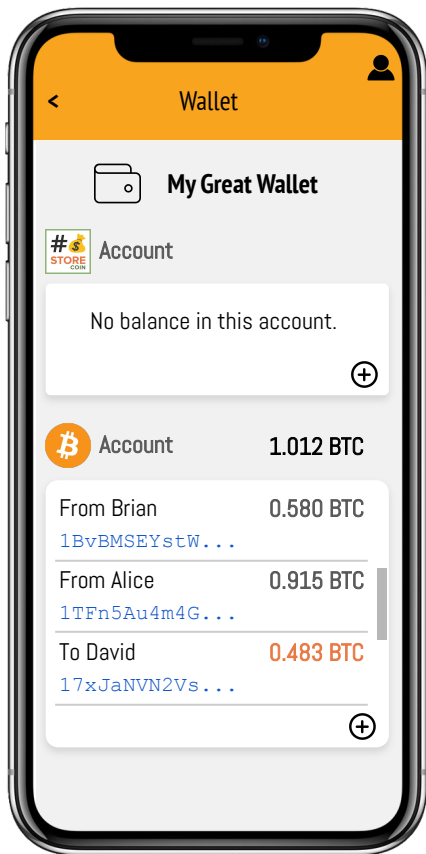 < Wallet
My Great Wallet
#
STORE
COIN
Account
No balance in this account.
Account 1.012 BTC
From Brian 0.580 BTC
1BvBMSEYstW...
From Alice 0.915 BTC
1TFn5Au4m4G...
To David 0.483 BTC
17xJaNVN2Vs...